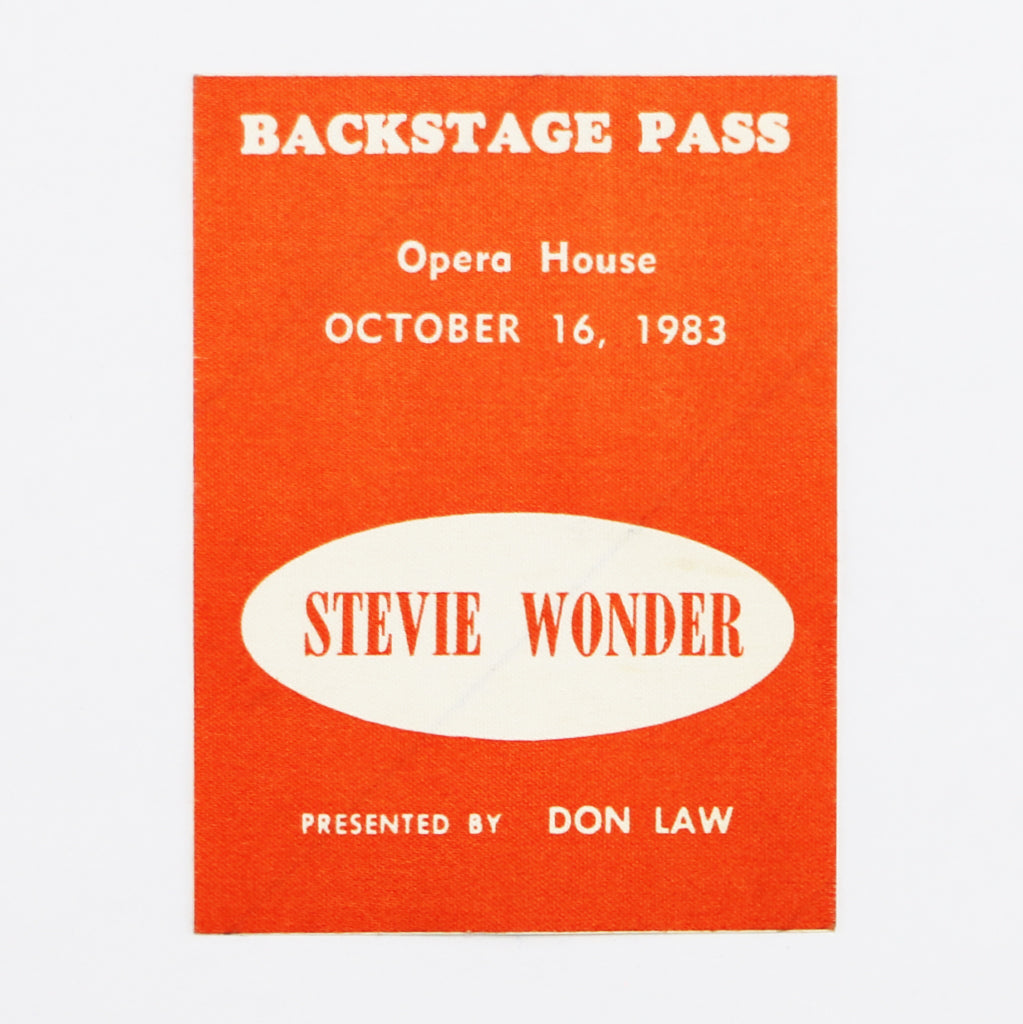 BACKSTAGE PASS
Opera House
OCTOBER 16, 1983
STEVIE WONDER
PRESENTED BY DON LAW